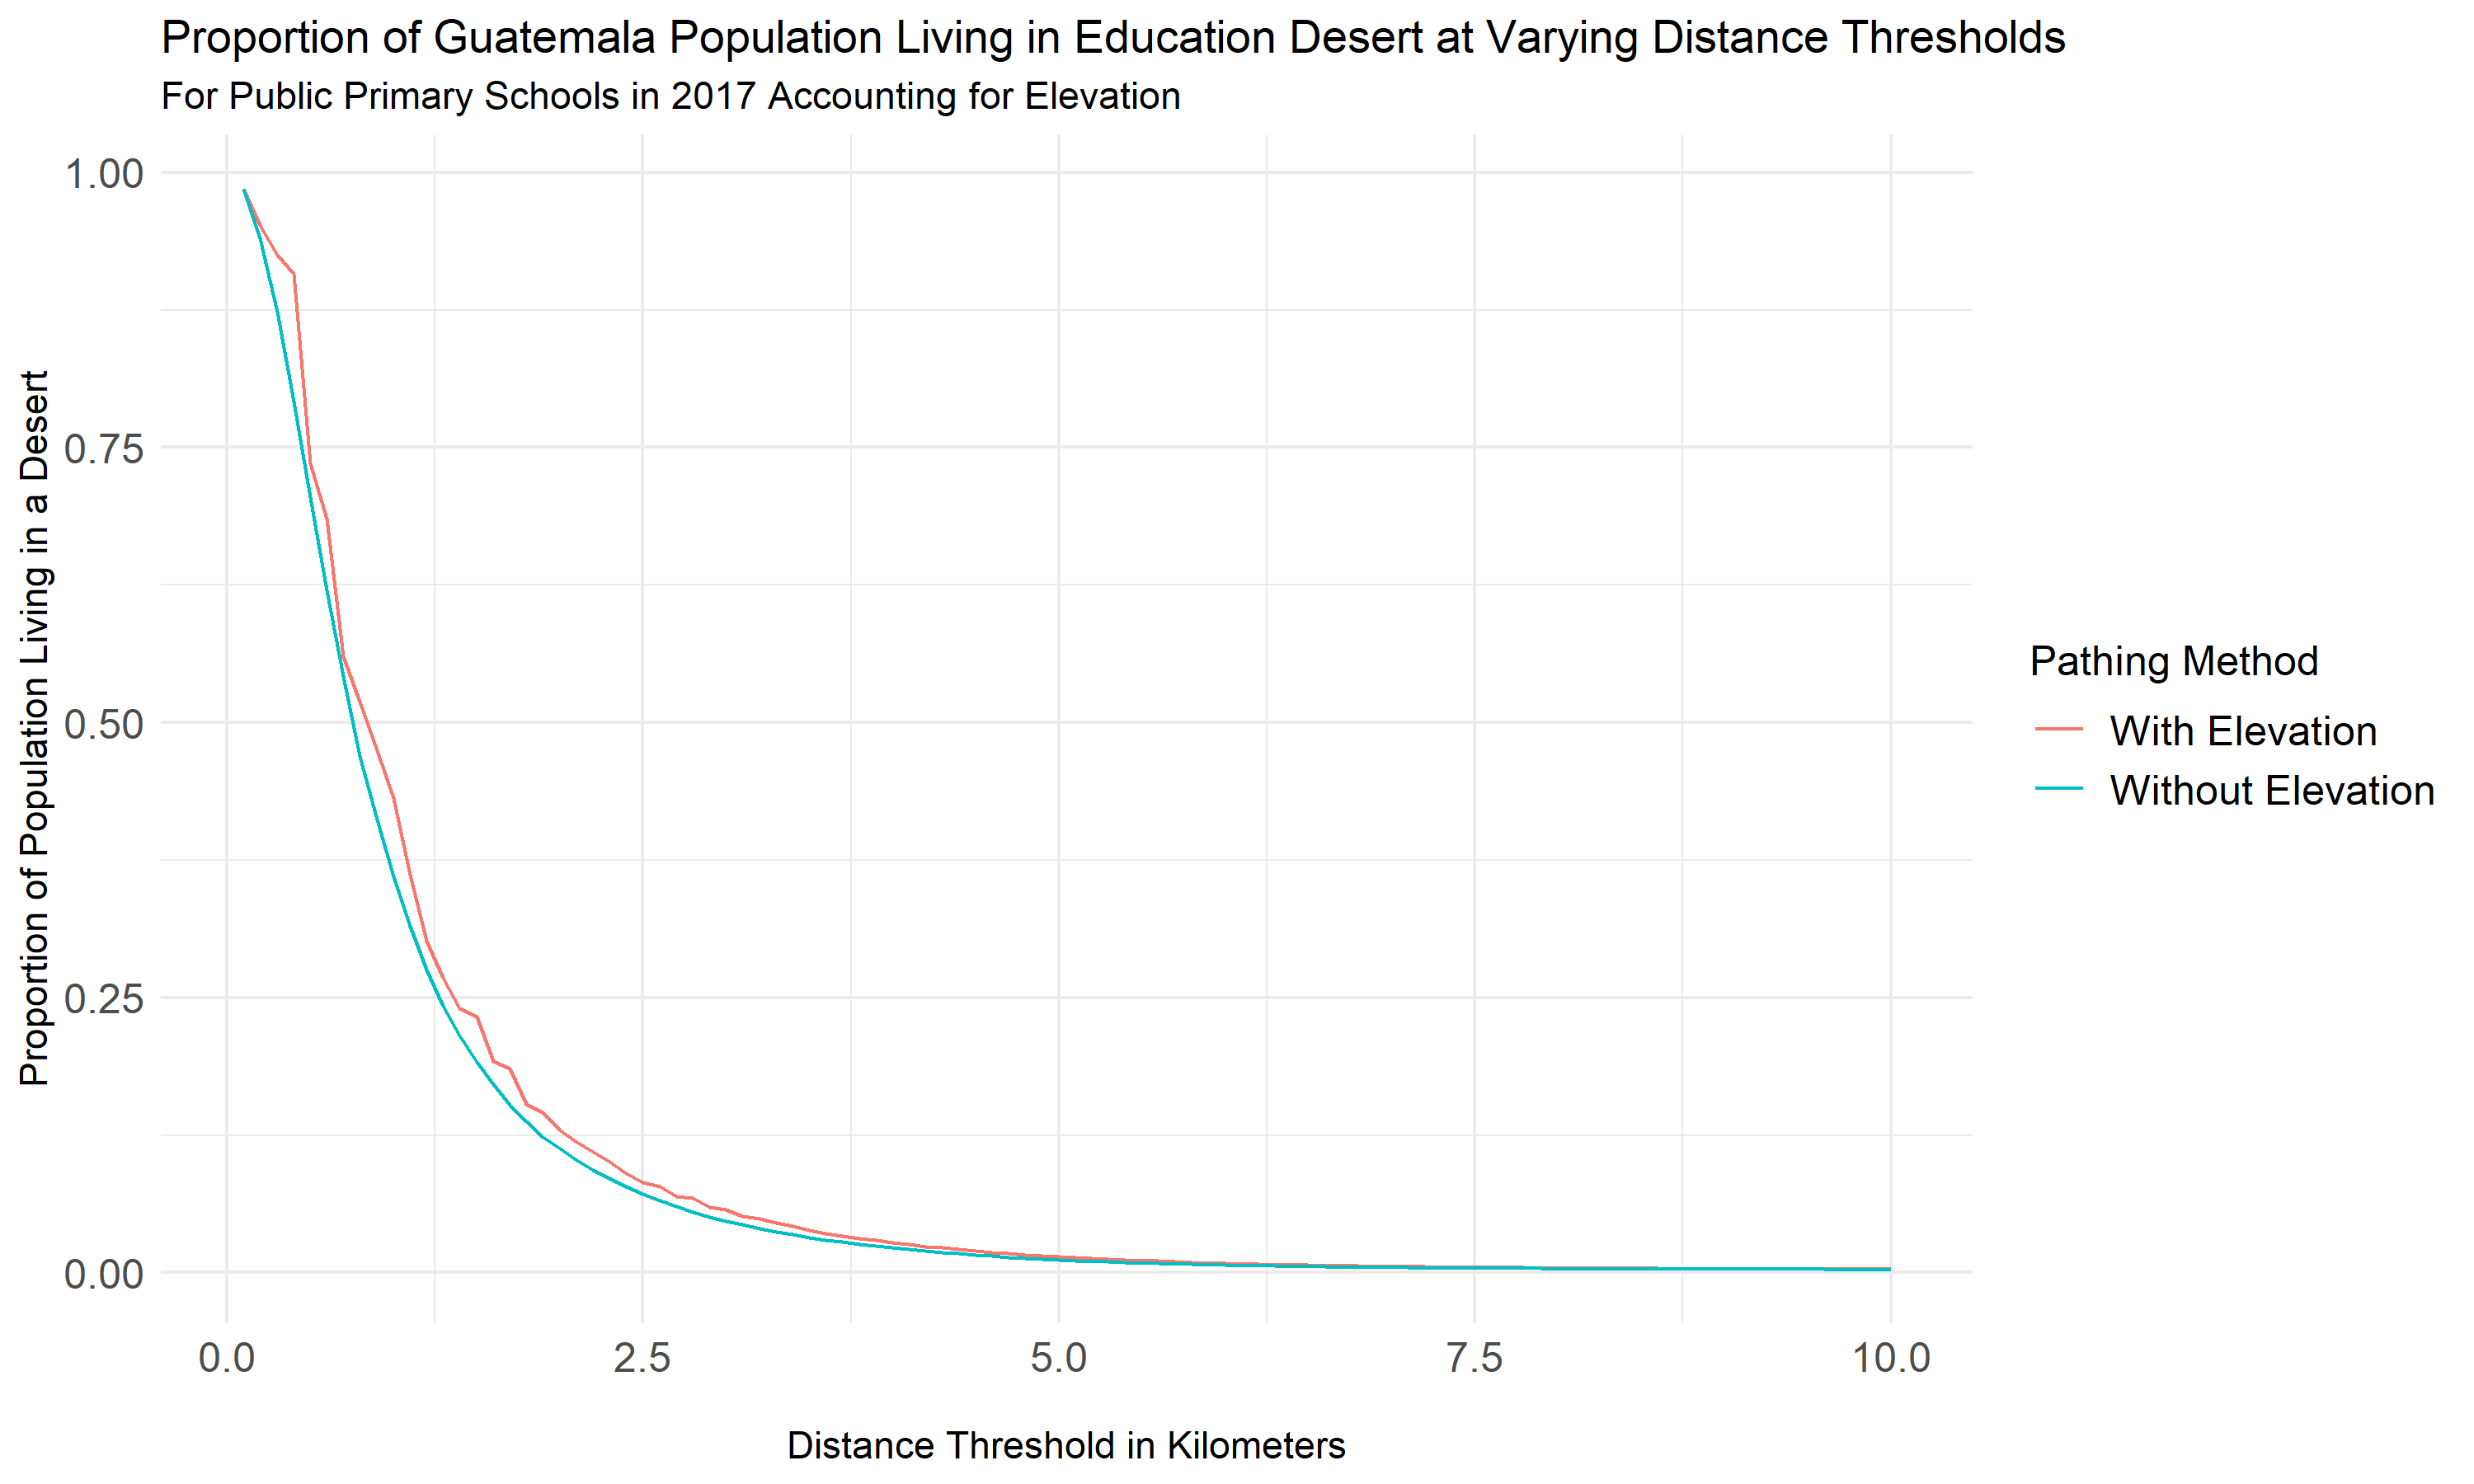 Proportion of Guatemala Population Living in Education Desert at Varying Distance Thresholds
For Public Primary Schools in 2017 Accounting for Elevation
Proportion of Population Living in a Desert
1.00
0.75
0.50
0.25
0.00
0.0 2.5 5.0 7.5 10.0
Distance Threshold in Kilometers
Pathing Method
With Elevation
Without Elevation